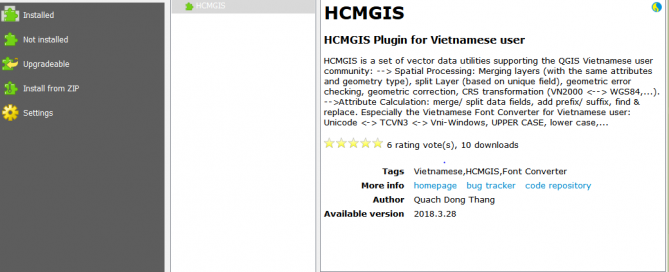 Installed
Not installed
Upgradeable
Install from ZIP
Settings
HCMGIS
HCMGIS
HCMGIS Plugin for Vietnamese user
HCMGIS is a set of vector data utilities supporting the QGIS Vietnamese user
community: --> Spatial Processing: Merging layers (with the same attributes
and geometry type), split Layer (based on unique field), geometric error
checking, geometric correction, CRS transformation (VN2000 <--> WGS84,...).
-->Attribute Calculation: merge/ split data fields, add prefix/ suffix, find &
replace. Especially the Vietnamese Font Converter for Vietnamese user:
Unicode <-> TCVN3 <-> Vni-Windows, UPPER CASE, lower case,...
6 rating vote(s), 10 downloads
Tags Vietnamese,HCMGIS,Font Converter
More info homepage bug tracker code repository
Author Quach Dong Thang
Available version 2018.3.28